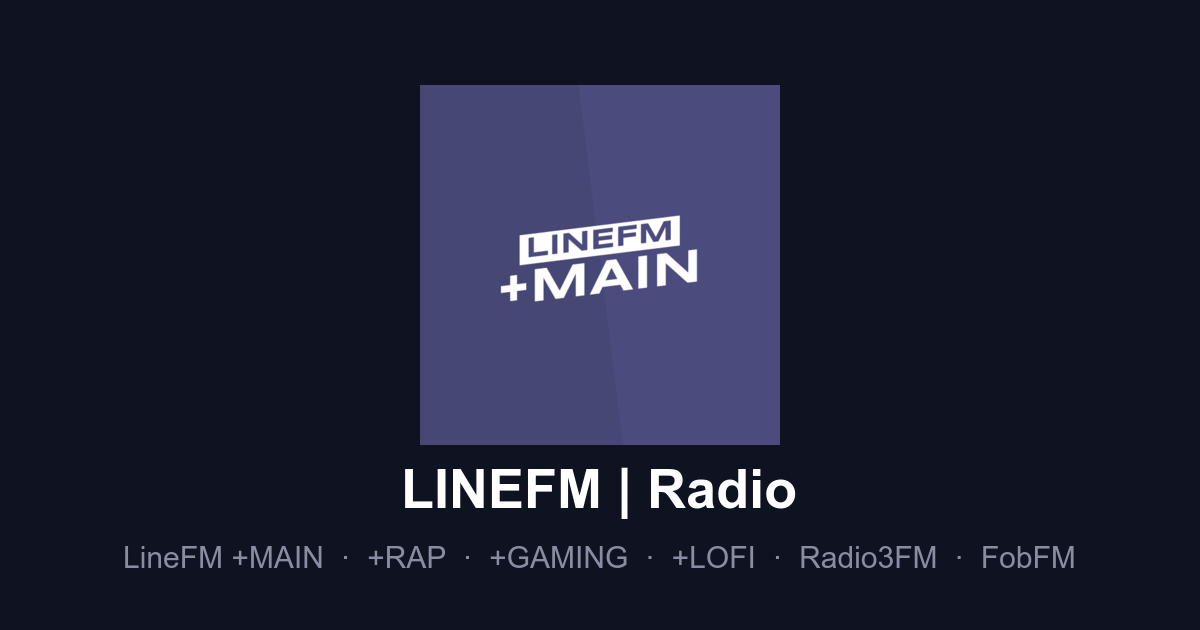 LINEFM
+MAIN
LINEFM | Radio
LineFM +MAIN · +RAP · +GAMING · +LOFI · Radio3FM · FobFM